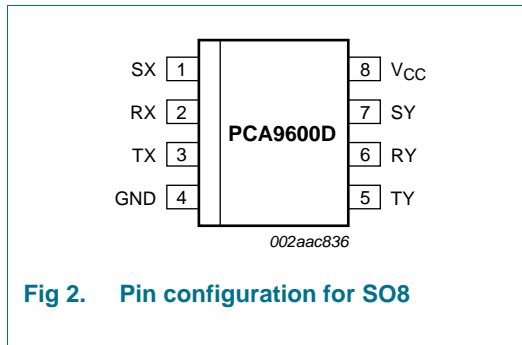 SX 1 8 VCC
RX 2 7 SY
PCA9600D
TX 3 6 RY
GND 4 5 TY
002aac836
Fig 2. Pin configuration for SO8